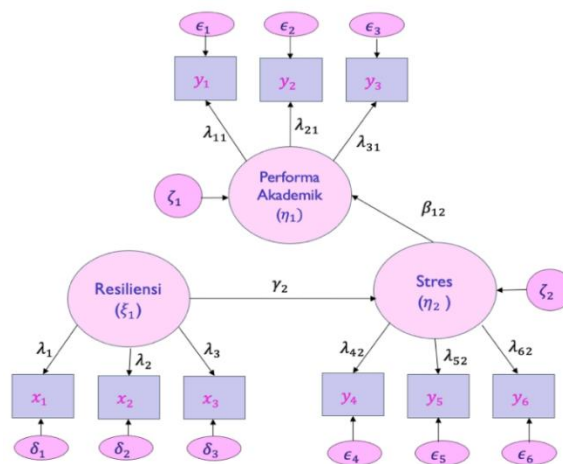 ϵ₁ ϵ₂ ϵ₃
y₁ y₂ y₃
λ₁₁ λ₂₁ λ₃₁
Performa
Akademik
(η₁)
ζ₁
β₁₂
Resiliensi
(ξ₁)
γ₂
Stres
(η₂ )
ζ₂
λ₁ λ₂ λ₃
λ₄₂ λ₅₂ λ₆₂
x₁ x₂ x₃
y₄ y₅ y₆
δ₁ δ₂ δ₃
ϵ₄ ϵ₅ ϵ₆